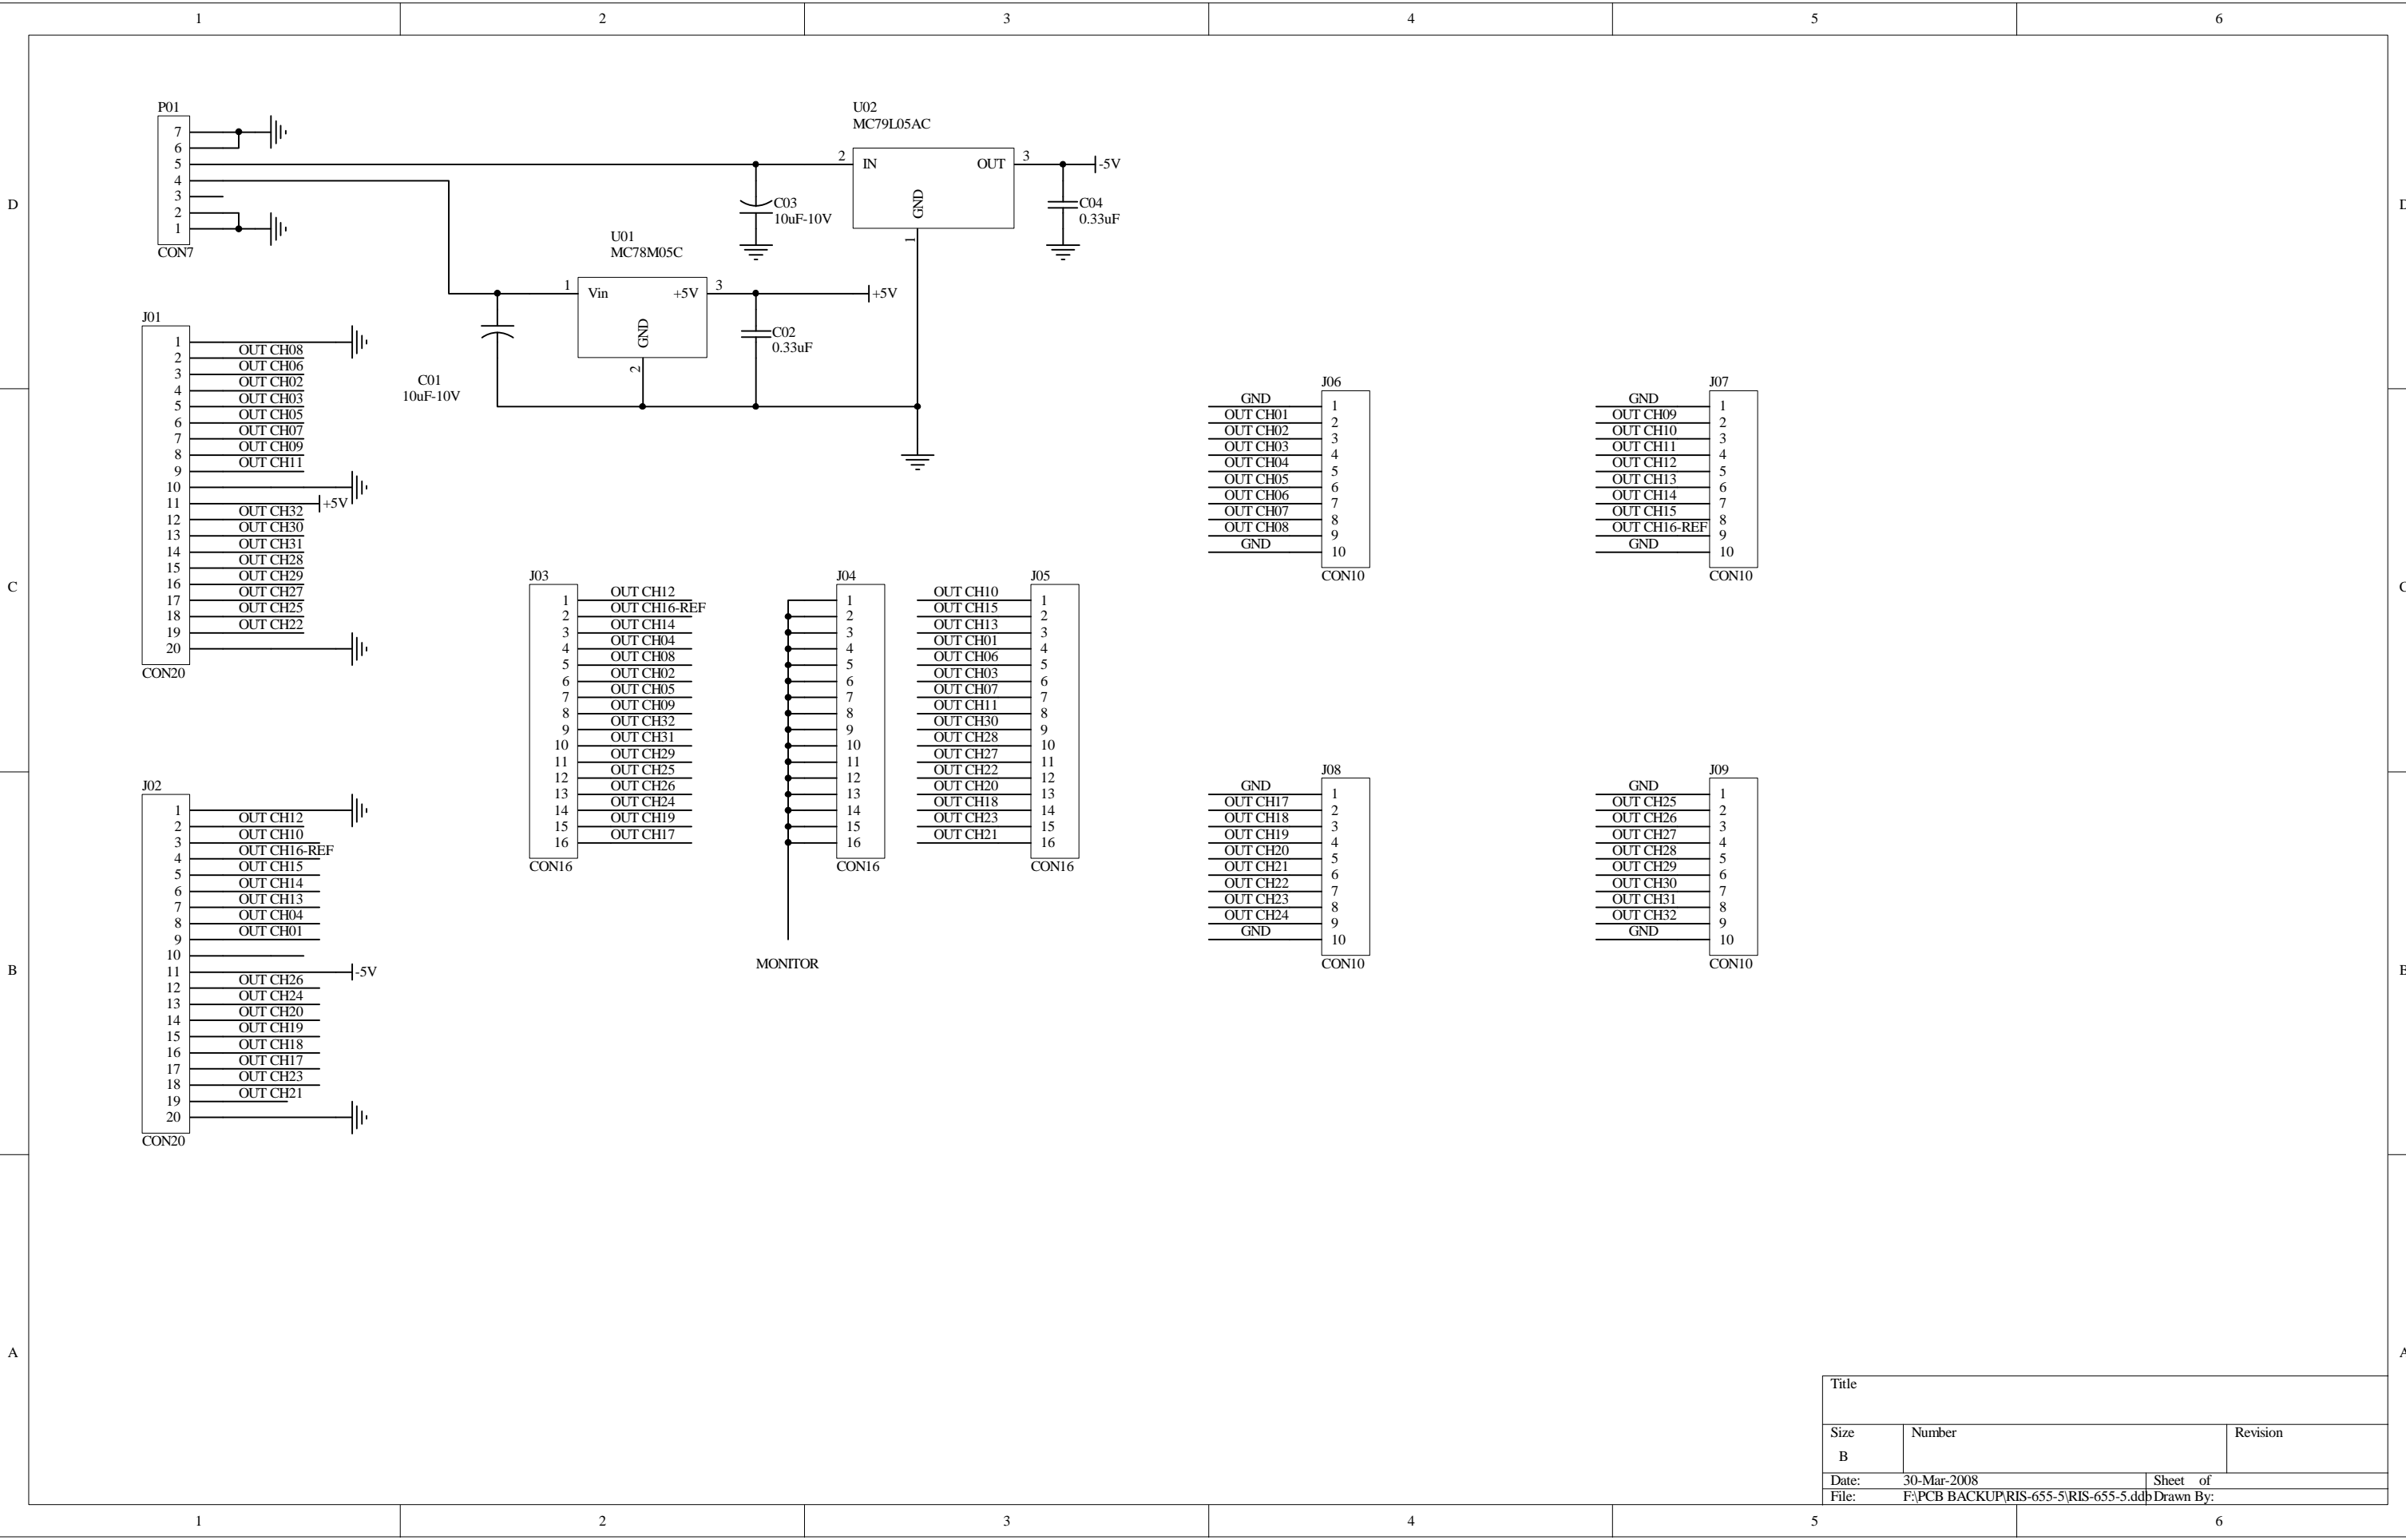 1 2 3 4 5 6
D
C
B
A
D
C
B
A
P01
7
6
5
4
3
2
1
CON7
U02
MC79L05AC
2 IN OUT 3
GND
1
-5V
C03
10uF-10V
C04
0.33uF
U01
MC78M05C
1 Vin +5V 3
GND
2
+5V
C02
0.33uF
C01
10uF-10V
J01
1
2 OUT CH08
3 OUT CH06
4 OUT CH02
5 OUT CH03
6 OUT CH05
7 OUT CH07
8 OUT CH09
9 OUT CH11
10
11 +5V
12 OUT CH32
13 OUT CH30
14 OUT CH31
15 OUT CH28
16 OUT CH29
17 OUT CH27
18 OUT CH25
19 OUT CH22
20
CON20
J02
1
2 OUT CH12
3 OUT CH10
4 OUT CH16-REF
5 OUT CH15
6 OUT CH14
7 OUT CH13
8 OUT CH04
9 OUT CH01
10
11 -5V
12 OUT CH26
13 OUT CH24
14 OUT CH20
15 OUT CH19
16 OUT CH18
17 OUT CH17
18 OUT CH23
19 OUT CH21
20
CON20
J03
1 OUT CH12
2 OUT CH16-REF
3 OUT CH14
4 OUT CH04
5 OUT CH08
6 OUT CH02
7 OUT CH05
8 OUT CH09
9 OUT CH32
10 OUT CH31
11 OUT CH29
12 OUT CH25
13 OUT CH26
14 OUT CH24
15 OUT CH19
16 OUT CH17
CON16
J04
1
2
3
4
5
6
7
8
9
10
11
12
13
14
15
16
CON16
MONITOR
J05
OUT CH10 1
OUT CH15 2
OUT CH13 3
OUT CH01 4
OUT CH06 5
OUT CH03 6
OUT CH07 7
OUT CH11 8
OUT CH30 9
OUT CH28 10
OUT CH27 11
OUT CH22 12
OUT CH20 13
OUT CH18 14
OUT CH23 15
OUT CH21 16
CON16
J06
GND 1
OUT CH01 2
OUT CH02 3
OUT CH03 4
OUT CH04 5
OUT CH05 6
OUT CH06 7
OUT CH07 8
OUT CH08 9
GND 10
CON10
J07
GND 1
OUT CH09 2
OUT CH10 3
OUT CH11 4
OUT CH12 5
OUT CH13 6
OUT CH14 7
OUT CH15 8
OUT CH16-REF 9
GND 10
CON10
J08
GND 1
OUT CH17 2
OUT CH18 3
OUT CH19 4
OUT CH20 5
OUT CH21 6
OUT CH22 7
OUT CH23 8
OUT CH24 9
GND 10
CON10
J09
GND 1
OUT CH25 2
OUT CH26 3
OUT CH27 4
OUT CH28 5
OUT CH29 6
OUT CH30 7
OUT CH31 8
OUT CH32 9
GND 10
CON10
Title
Size Number Revision
B
Date: 30-Mar-2008 Sheet of
File: F:\PCB BACKUP\RIS-655-5\RIS-655-5.ddb Drawn By:
1 2 3 4 5 6